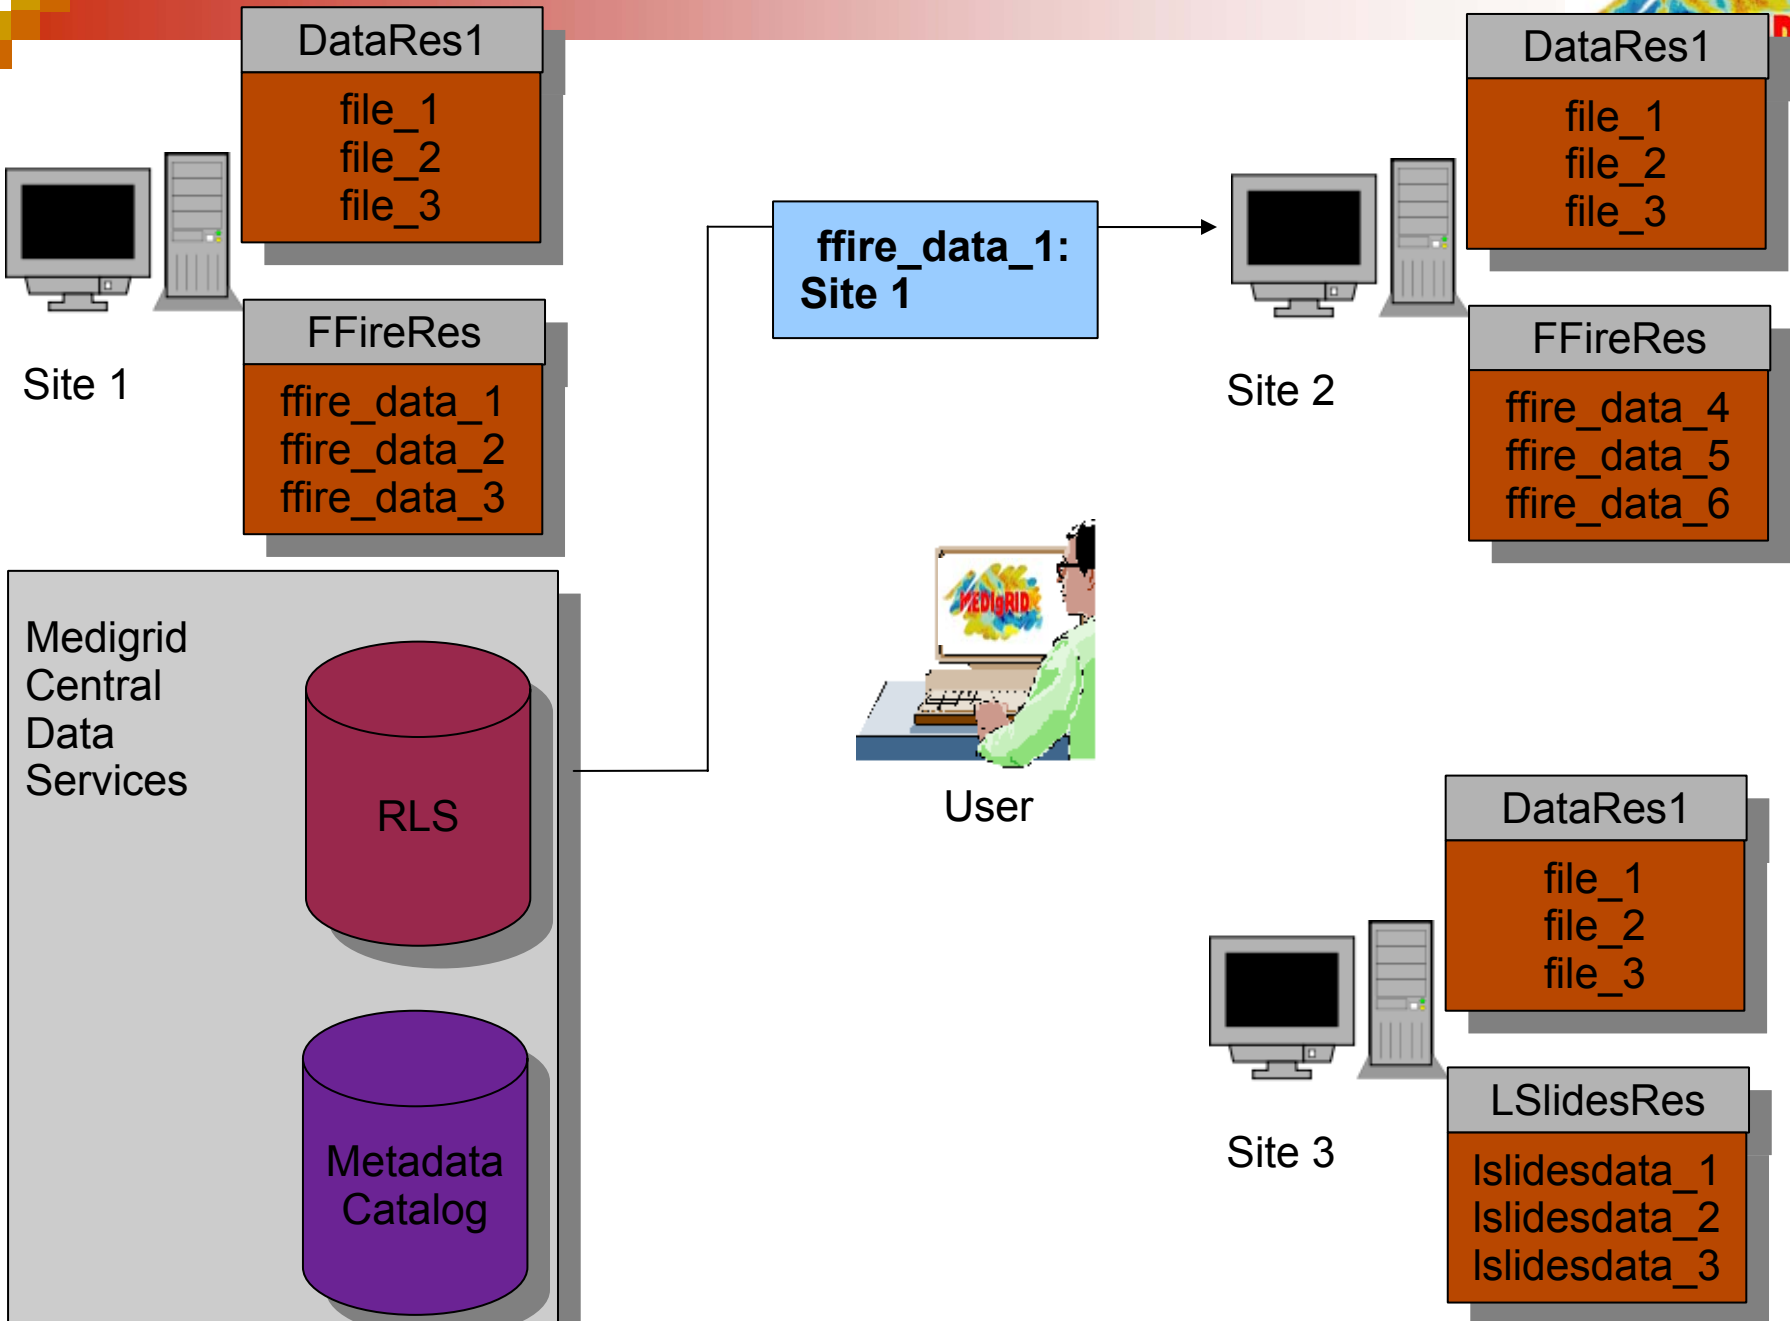 DataRes1
file_1
file_2
file_3
Site 1
FFireRes
ffire_data_1
ffire_data_2
ffire_data_3
ffire_data_1:
Site 1
DataRes1
file_1
file_2
file_3
Site 2
FFireRes
ffire_data_4
ffire_data_5
ffire_data_6
MEDIgRID
User
Medigrid
Central
Data
Services
RLS
Metadata
Catalog
DataRes1
file_1
file_2
file_3
Site 3
LSlidesRes
lslidesdata_1
lslidesdata_2
lslidesdata_3